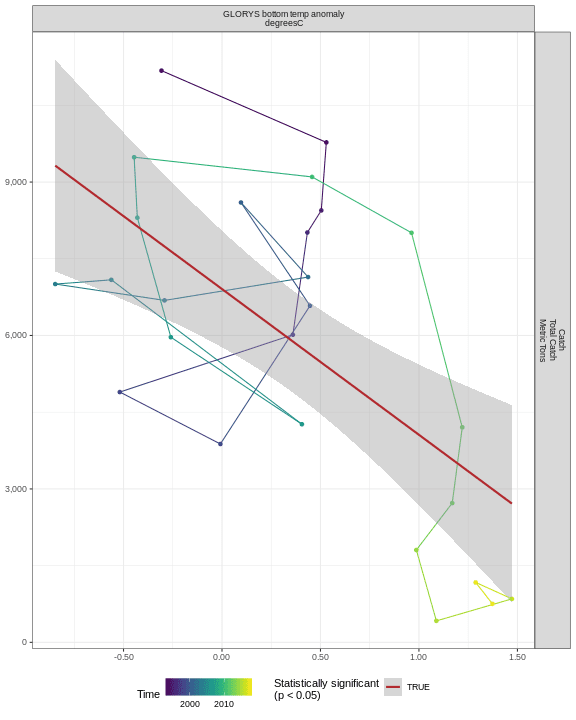 GLORYS bottom temp anomaly
degreesC
9,000
6,000
3,000
0
Catch
Total Catch
Metric Tons
-0.50
0.00
0.50
1.00
1.50
Time
2000
2010
Statistically significant
(p < 0.05)
TRUE